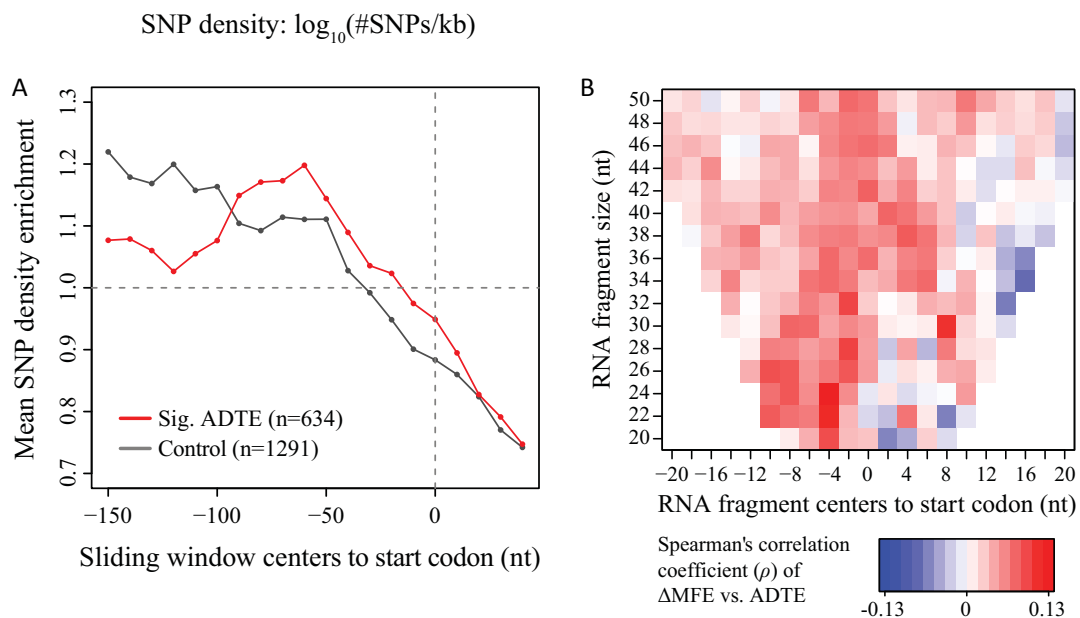 SNP density: log10(#SNPs/kb)
A
Mean SNP density enrichment
1.3
1.2
1.1
1.0
0.9
0.8
0.7
Sig. ADTE (n=634)
Control (n=1291)
−150
−100
−50
0
Sliding window centers to start codon (nt)
B
RNA fragment size (nt)
50
48
46
44
42
40
38
36
34
32
30
28
26
24
22
20
−20 −16 −12 −8 −4 0 4 8 12 16 20
RNA fragment centers to start codon (nt)
Spearman's correlation
coefficient (ρ) of
ΔMFE vs. ADTE
-0.13 0 0.13